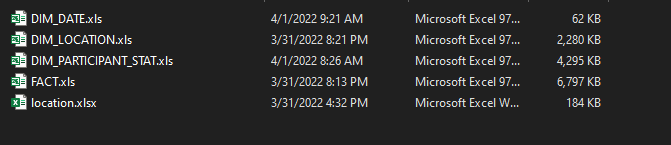 DIM_DATE.xls 4/1/2022 9:21 AM Microsoft Excel 97... 62 KB
DIM_LOCATION.xls 3/31/2022 8:21 PM Microsoft Excel 97... 2,280 KB
DIM_PARTICIPANT_STAT.xls 4/1/2022 8:26 AM Microsoft Excel 97... 4,295 KB
FACT.xls 3/31/2022 8:13 PM Microsoft Excel 97... 6,797 KB
location.xlsx 3/31/2022 4:32 PM Microsoft Excel W... 184 KB